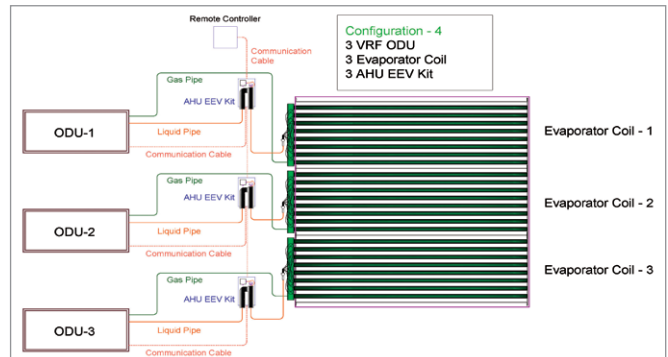 Remote Controller
Configuration - 4
3 VRF ODU
3 Evaporator Coil
3 AHU EEV Kit
Communication
Cable
Gas Pipe
AHU EEV Kit
ODU-1
Liquid Pipe
Communication Cable
Evaporator Coil - 1
Gas Pipe
AHU EEV Kit
ODU-2
Liquid Pipe
Communication Cable
Evaporator Coil - 2
Gas Pipe
AHU EEV Kit
ODU-3
Liquid Pipe
Communication Cable
Evaporator Coil - 3